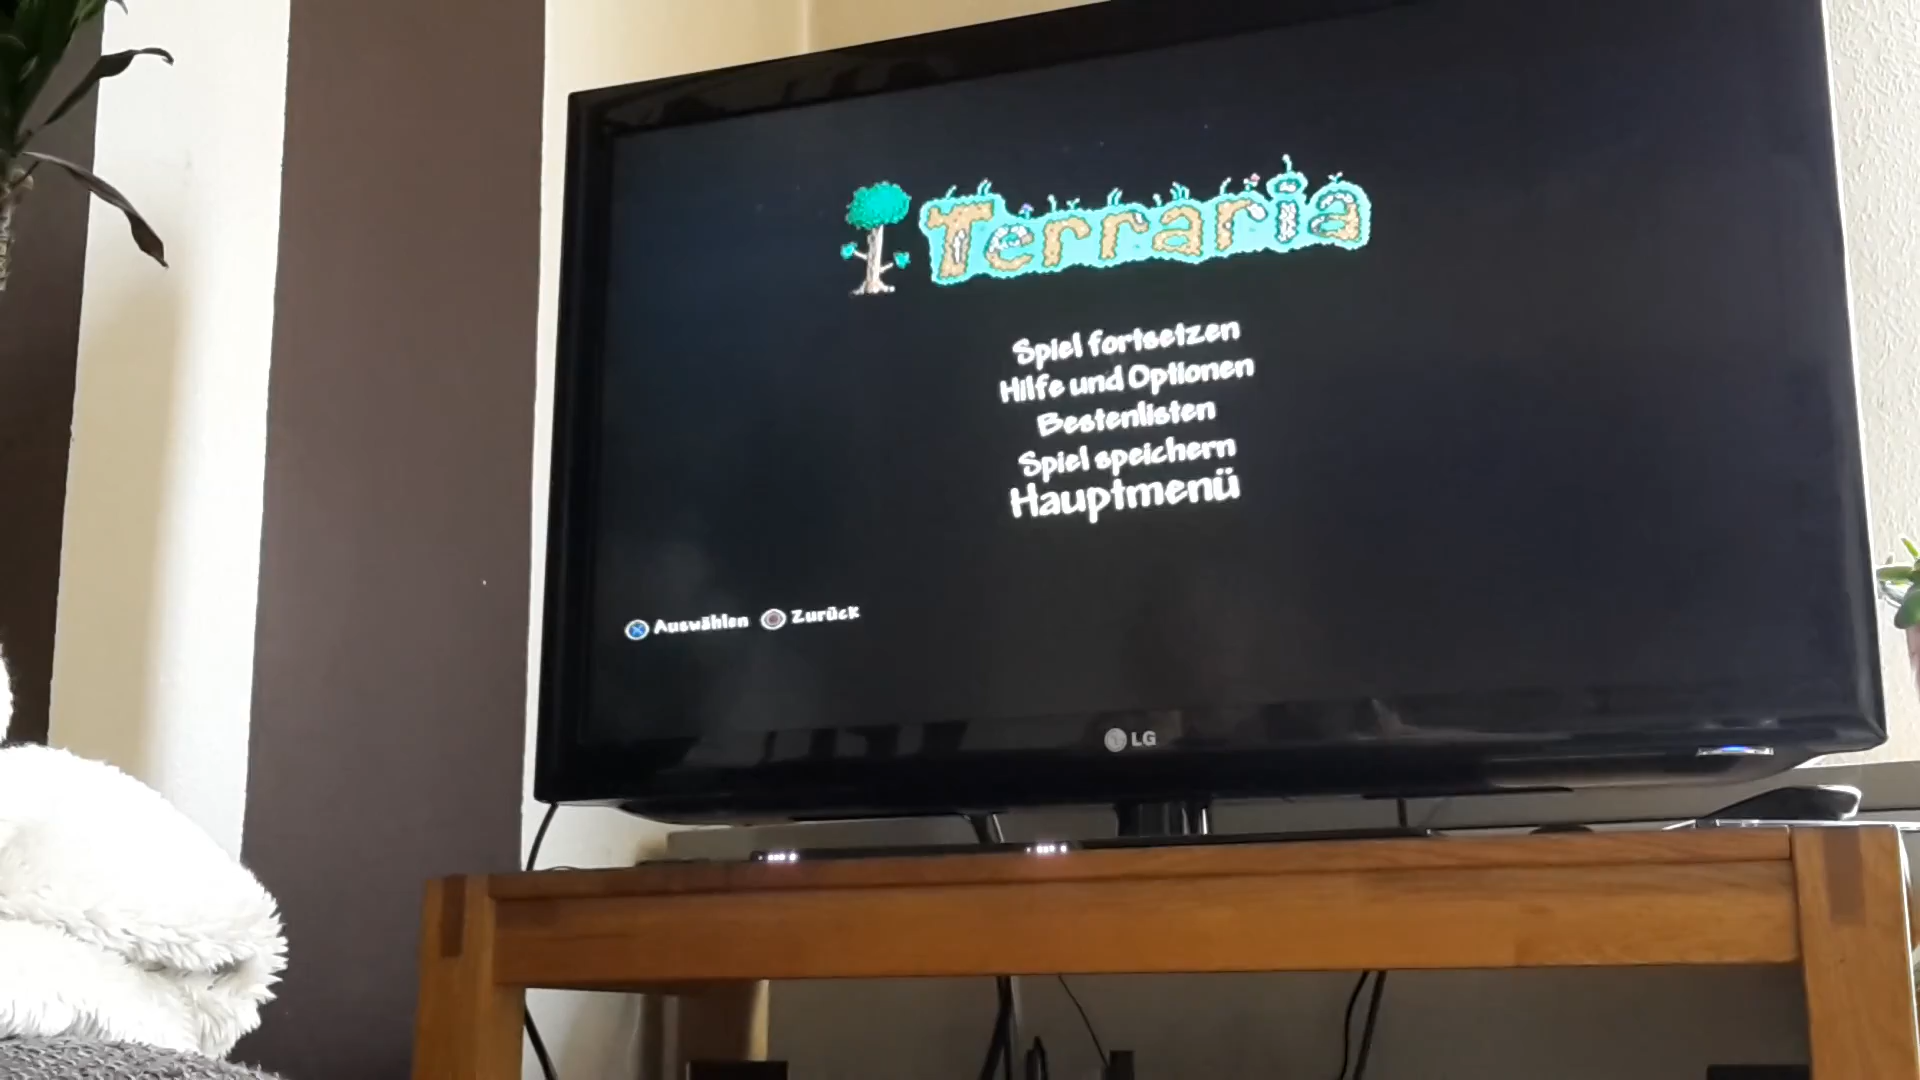 Terraria
Spiel fortsetzen
Hilfe und Optionen
Bestenlisten
Spiel speichern
Hauptmenü
Auswählen Zurück
LG